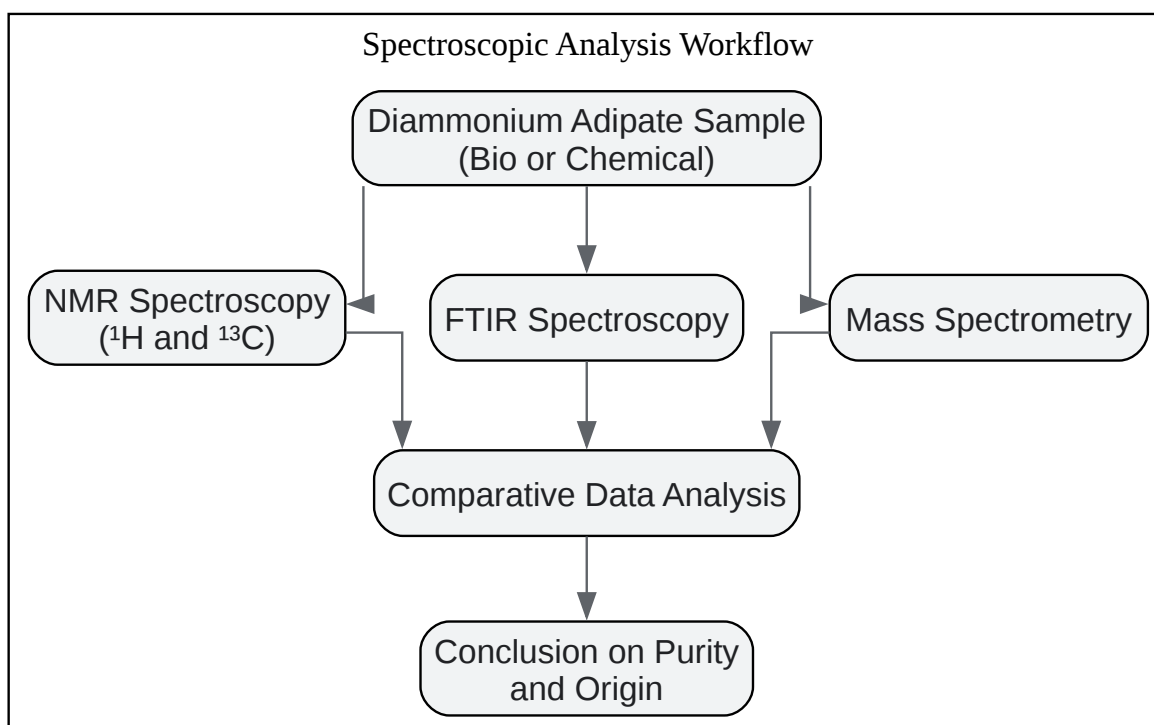 Spectroscopic Analysis Workflow
Diammonium Adipate Sample
(Bio or Chemical)
NMR Spectroscopy
(¹H and ¹³C)
FTIR Spectroscopy
Mass Spectrometry
Comparative Data Analysis
Conclusion on Purity
and Origin